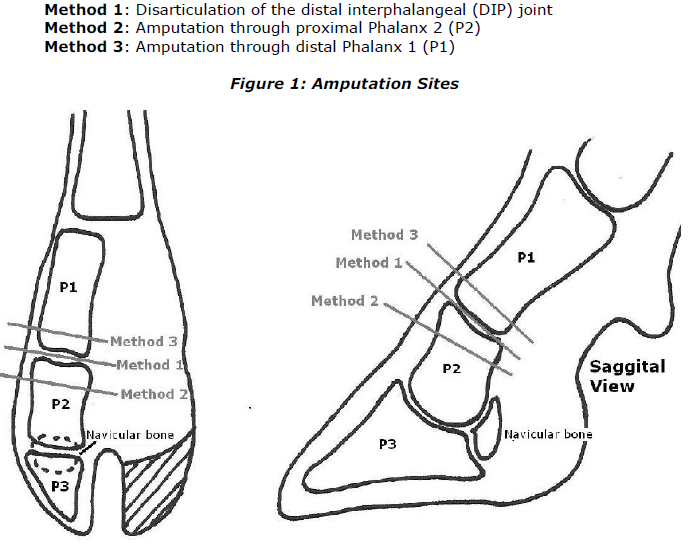 Method 1: Disarticulation of the distal interphalangeal (DIP) joint
Method 2: Amputation through proximal Phalanx 2 (P2)
Method 3: Amputation through distal Phalanx 1 (P1)
Figure 1: Amputation Sites
P1
Method 3
Method 1
Method 2
P2
Navicular bone
P3
Method 3
Method 1
Method 2
P1
P2
Saggital
View
P3
Navicular bone